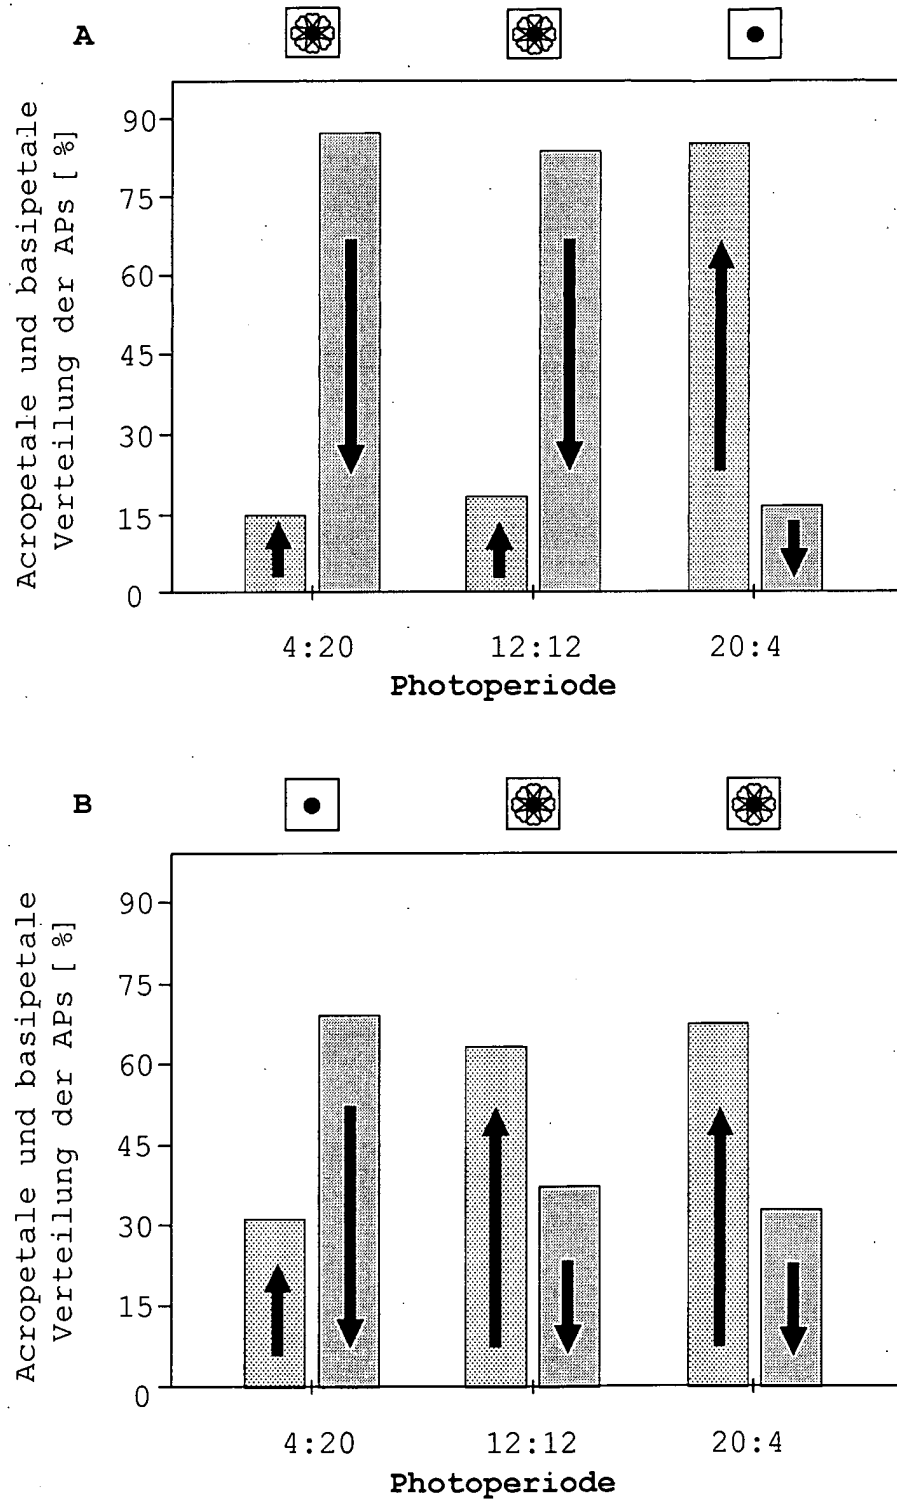 A
Acropetale und basipetale
Verteilung der APs [ %]
90
75
60
45
30
15
0
4:20 12:12 20:4
Photoperiode
B
Acropetale und basipetale
Verteilung der APs [ %]
90
75
60
45
30
15
0
4:20 12:12 20:4
Photoperiode